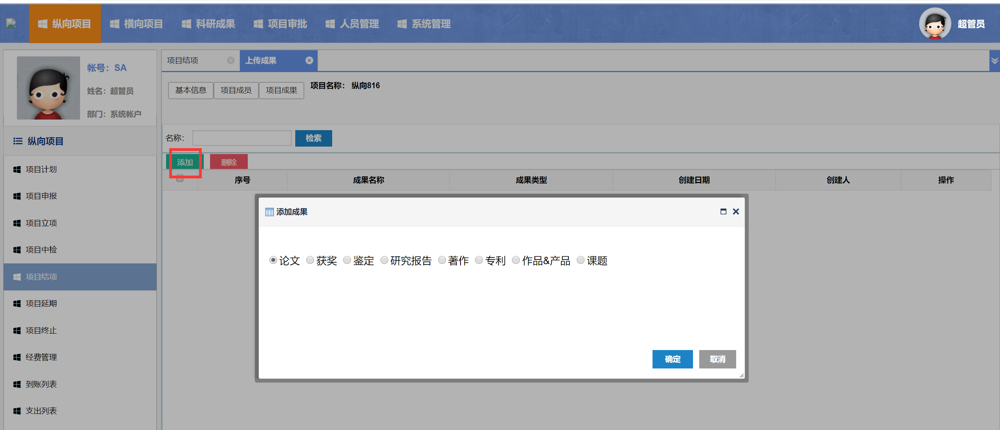 纵向项目 横向项目 科研成果 项目审批 人员管理 系统管理 超管员
帐号：SA
姓名：超管员
部门：系统帐户
纵向项目
项目计划
项目申报
项目立项
项目中检
项目结项
项目延期
项目终止
经费管理
到账列表
支出列表
项目结项 上传成果
基本信息 项目成员 项目成果 项目名称： 纵向816
名称： 检索
添加 删除
序号 成果名称 成果类型 创建日期 创建人 操作
添加成果
论文 获奖 鉴定 研究报告 著作 专利 作品&产品 课题
确定 取消